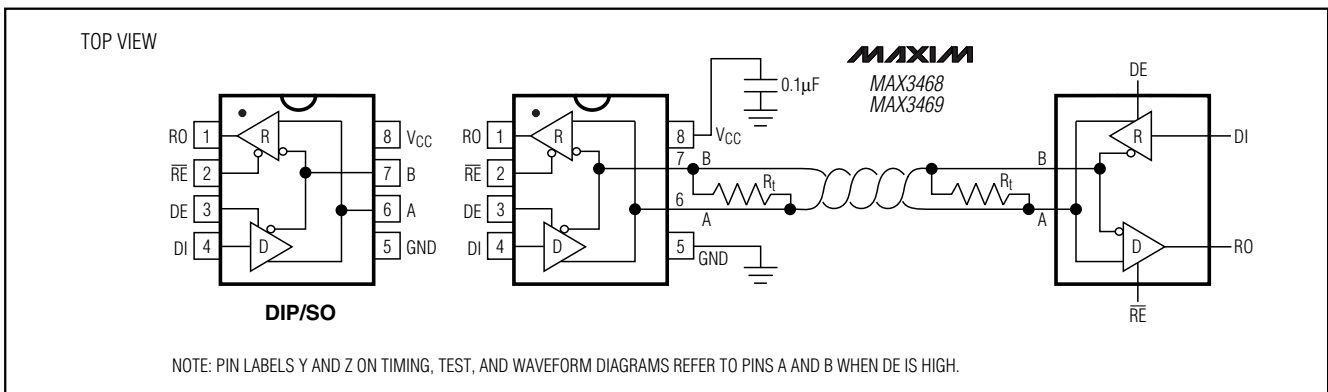 TOP VIEW
RO 1
R
8 VCC
R̅E̅ 2
7 B
DE 3
6 A
DI 4
D
5 GND
DIP/SO
RO 1
R
8
VCC
0.1µF
R̅E̅ 2
7 B
DE 3
6
A
DI 4
D
5
GND
Rt
MAXIM
MAX3468
MAX3469
Rt
B
A
DE
R
DI
D
RO
R̅E̅
NOTE: PIN LABELS Y AND Z ON TIMING, TEST, AND WAVEFORM DIAGRAMS REFER TO PINS A AND B WHEN DE IS HIGH.